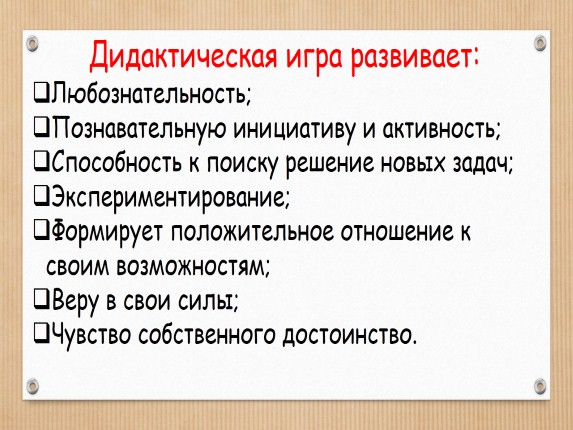 Дидактическая игра развивает:
❑Любознательность;
❑Познавательную инициативу и активность;
❑Способность к поиску решение новых задач;
❑Экспериментирование;
❑Формирует положительное отношение к
своим возможностям;
❑Веру в свои силы;
❑Чувство собственного достоинство.